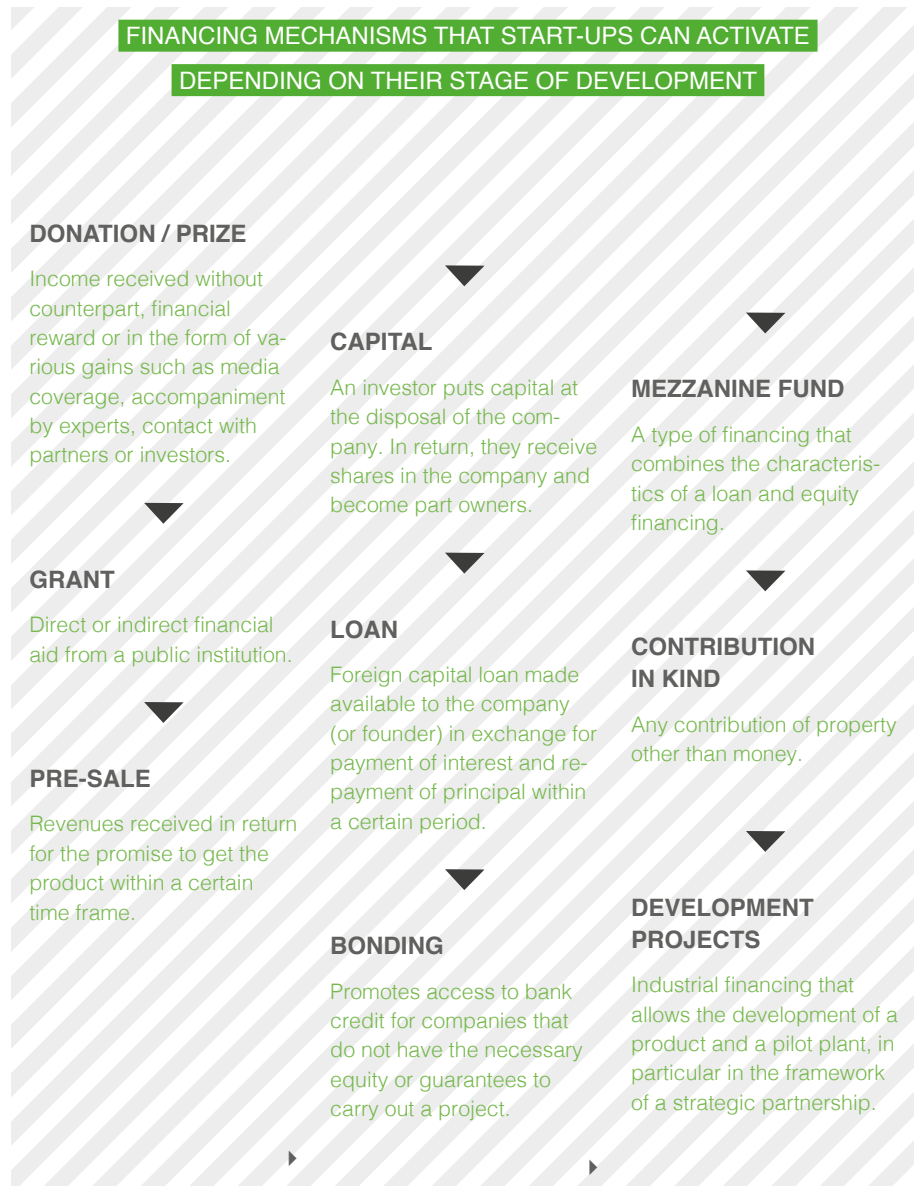 FINANCING MECHANISMS THAT START-UPS CAN ACTIVATE
DEPENDING ON THEIR STAGE OF DEVELOPMENT
DONATION / PRIZE
Income received without
counterpart, financial
reward or in the form of va-
rious gains such as media
coverage, accompaniment
by experts, contact with
partners or investors.
GRANT
Direct or indirect financial
aid from a public institution.
PRE-SALE
Revenues received in return
for the promise to get the
product within a certain
time frame.
CAPITAL
An investor puts capital at
the disposal of the com-
pany. In return, they receive
shares in the company and
become part owners.
LOAN
Foreign capital loan made
available to the company
(or founder) in exchange for
payment of interest and re-
payment of principal within
a certain period.
BONDING
Promotes access to bank
credit for companies that
do not have the necessary
equity or guarantees to
carry out a project.
MEZZANINE FUND
A type of financing that
combines the characteris-
tics of a loan and equity
financing.
CONTRIBUTION
IN KIND
Any contribution of property
other than money.
DEVELOPMENT
PROJECTS
Industrial financing that
allows the development of a
product and a pilot plant, in
particular in the framework
of a strategic partnership.